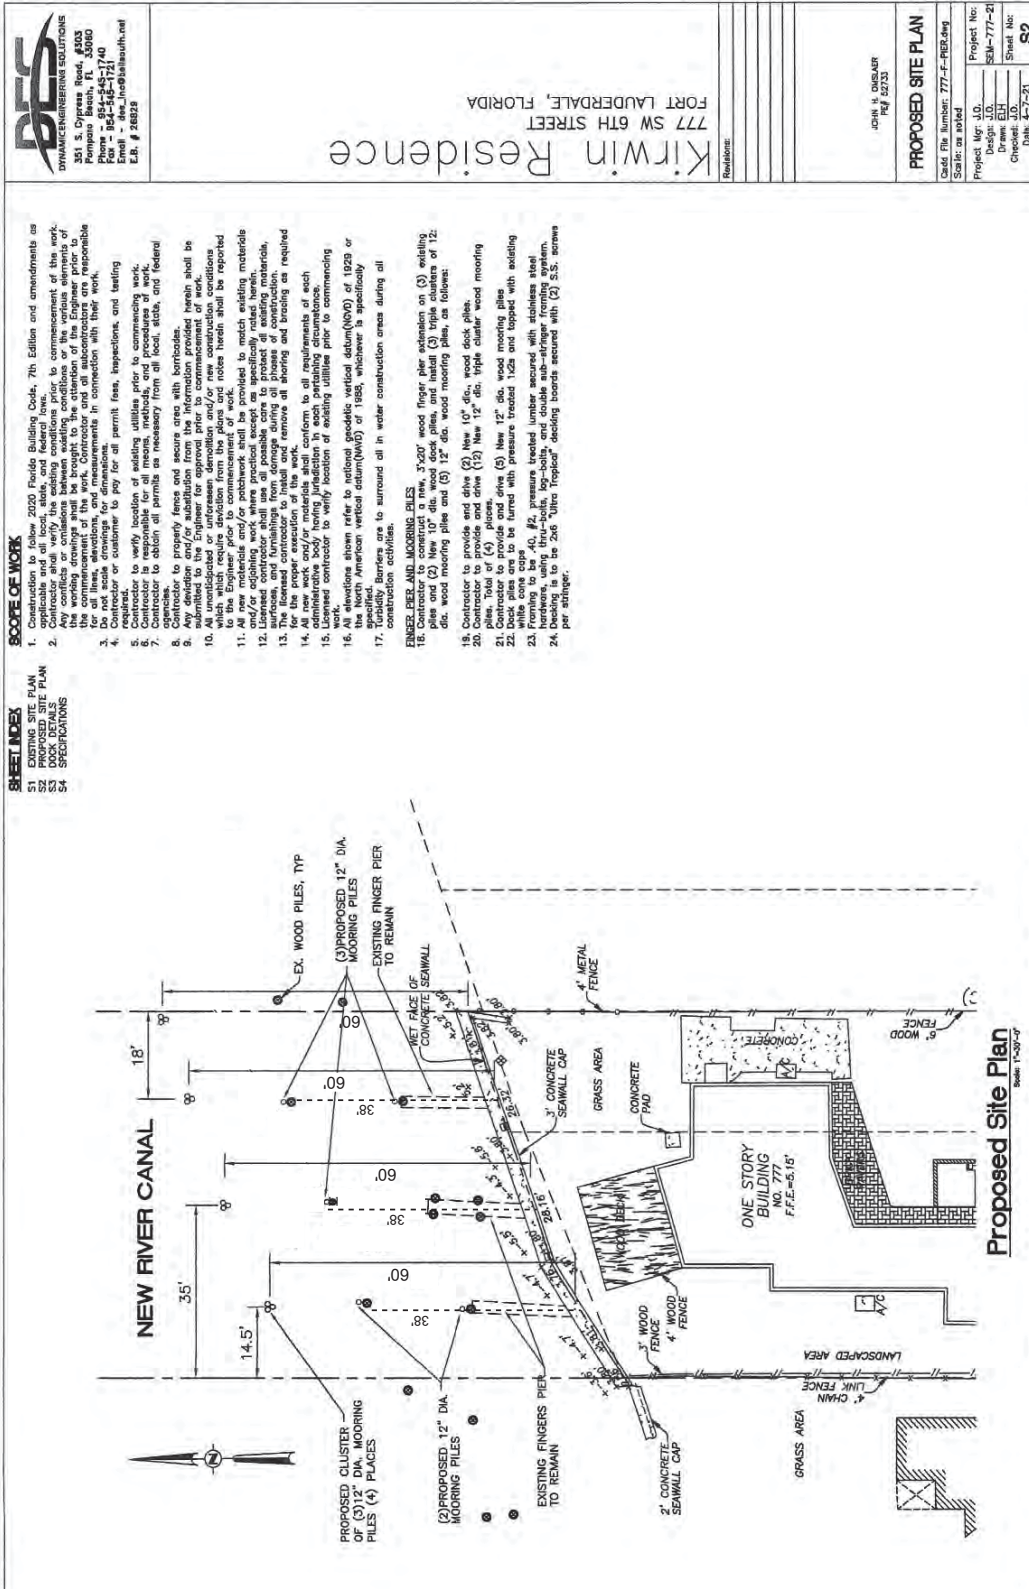 SHEET INDEX
S1 EXISTING SITE PLAN
S2 PROPOSED SITE PLAN
S3 DOCK DETAILS
S4 SPECIFICATIONS
SCOPE OF WORK
1. Construction to follow 2020 Florida Building Code, 7th Edition and amendments as
applicable and all local, state, and federal laws.
2. Contractor shall verify the existing conditions prior to commencement of the work.
Any conflicts or omissions between existing conditions or the various elements of
the working drawings shall be brought to the attention of the Engineer prior to
the commencement of the work. Contractor and all subcontractors are responsible
for all lines, elevations, and measurements in connection with their work.
3. Do not scale drawings for dimensions.
4. Contractor or customer to pay for all permit fees, inspections, and testing
required.
5. Contractor to verify location of existing utilities prior to commencing work.
6. Contractor is responsible for all means, methods, and procedures of work.
7. Contractor to obtain all permits as necessary from all local, state, and federal
agencies.
8. Contractor to properly fence and secure area with barricades.
9. Any deviation and/or substitution from the information provided herein shall be
submitted to the Engineer for approval prior to commencement of work.
10. All unanticipated or unforeseen demolition and/or new construction conditions
which which require deviation from the plans and notes herein shall be reported
to the Engineer prior to commencement of work.
11. All new materials and/or patchwork shall be provided to match existing materials
and/or adjoining work where practical except as specifically noted herein.
12. Licensed contractor shall use all possible care to protect all existing materials,
surfaces, and furnishings from damage during all phases of construction.
13. The licensed contractor to install and remove all shoring and bracing as required
for the proper execution of the work.
14. All new work and/or materials shall conform to all requirements of each
administrative body having jurisdiction in each pertaining circumstance.
15. Licensed contractor to verify location of existing utilities prior to commencing
work.
16. All elevations shown refer to national geodetic vertical datum(NGVD) of 1929 or
the North American vertical datum(NAVD) of 1988, whichever is specifically
specified.
17. Turbidity Barriers are to surround all in water construction areas during all
construction activities.
FINGER PIER AND MOORING PILES
18. Contractor to construct a new, 3'x20' wood finger pier extension on (3) existing
piles and (2) New 10" dia. wood dock piles, and install (3) triple clusters of 12"
dia. wood mooring piles and (5) 12" dia. wood mooring piles, as follows:
19. Contractor to provide and drive (2) New 10" dia., wood dock piles.
20. Contractor to provide and drive (12) New 12" dia. triple cluster wood mooring
piles. Total of (4) places.
21. Contractor to provide and drive (5) New 12" dia. wood mooring piles
22. Dock piles are to be furred with pressure treated 1x2s and topped with existing
white cone caps
23. Framing to be .40, #2, pressure treated lumber secured with stainless steel
hardware, using thru-bolts, lag-bolts, and double sub-stringer framing system.
24. Decking is to be 2x6 "Ultra Tropical" decking boards secured with (2) S.S. screws
per stringer.
DES
DYNAMIC ENGINEERING SOLUTIONS
351 S. Cypress Road, #303
Pompano Beach, FL 33060
Phone - 954-545-1740
Fax - 954-545-1721
Email - des_inc@bellsouth.net
E.B. # 26829
Kirwin Residence
777 SW 6TH STREET
FORT LAUDERDALE, FLORIDA
Revisions:
JOHN H. OMSLAER
PE# 52733
PROPOSED SITE PLAN
Cadd File Number: 777-F-PIER.dwg
Scale: as noted
Project Mgr: J.O.
Design: J.O.
Drawn: EJH
Checked: J.O.
Date: 4-7-21
Project No:
SEM-777-21
Sheet No:
S2
NEW RIVER CANAL
35'
18'
14.5'
60'
60'
60'
60'
38'
38'
38'
N
EX. WOOD PILES, TYP
(3)PROPOSED 12" DIA.
MOORING PILES
EXISTING FINGER PIER
TO REMAIN
WET FACE OF
CONCRETE SEAWALL
PROPOSED CLUSTER
OF (3)12" DIA. MOORING
PILES (4) PLACES
(2)PROPOSED 12" DIA.
MOORING PILES
EXISTING FINGERS PIER
TO REMAIN
2' CONCRETE
SEAWALL CAP
3' CONCRETE
SEAWALL CAP
26.32'
28.16'
GRASS AREA
CONCRETE
PAD
4' METAL
FENCE
CONCRETE
A/C
6' WOOD
FENCE
WOOD DECK
ONE STORY
BUILDING
NO. 777
F.F.E.=5.15'
3' WOOD
FENCE
4' WOOD
FENCE
A/C
LANDSCAPED AREA
4' CHAIN
LINK FENCE
GRASS AREA
Proposed Site Plan
Scale: 1"=30'-0"